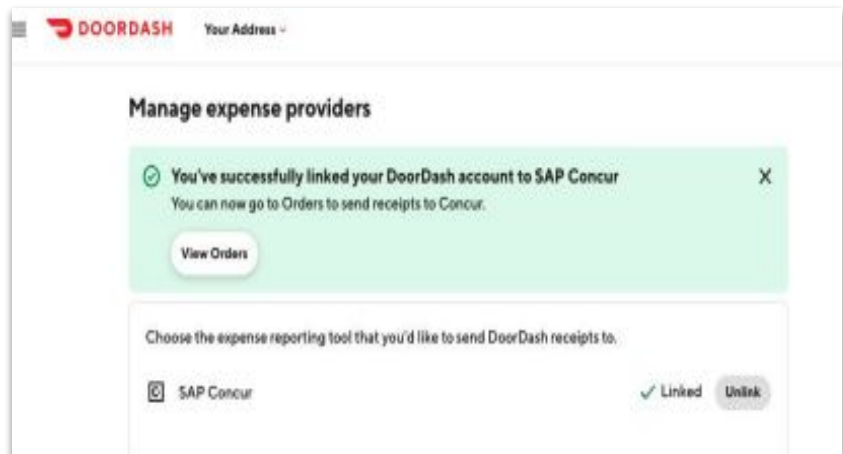 DOORDASH Your Address
Manage expense providers
You've successfully linked your DoorDash account to SAP Concur
You can now go to Orders to send receipts to Concur.
View Orders
Choose the expense reporting tool that you'd like to send DoorDash receipts to.
SAP Concur Linked Unlink